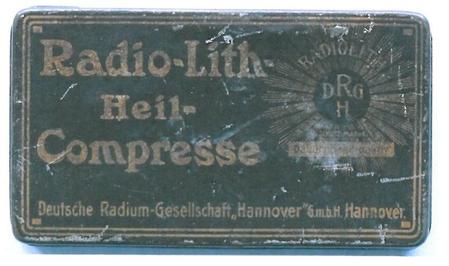 Radio-Lith-
Heil-
Compresse
RADIOLITH
DRG
H
Deutsche Radium-Gesellschaft „Hannover“ G.m.b.H. Hannover.